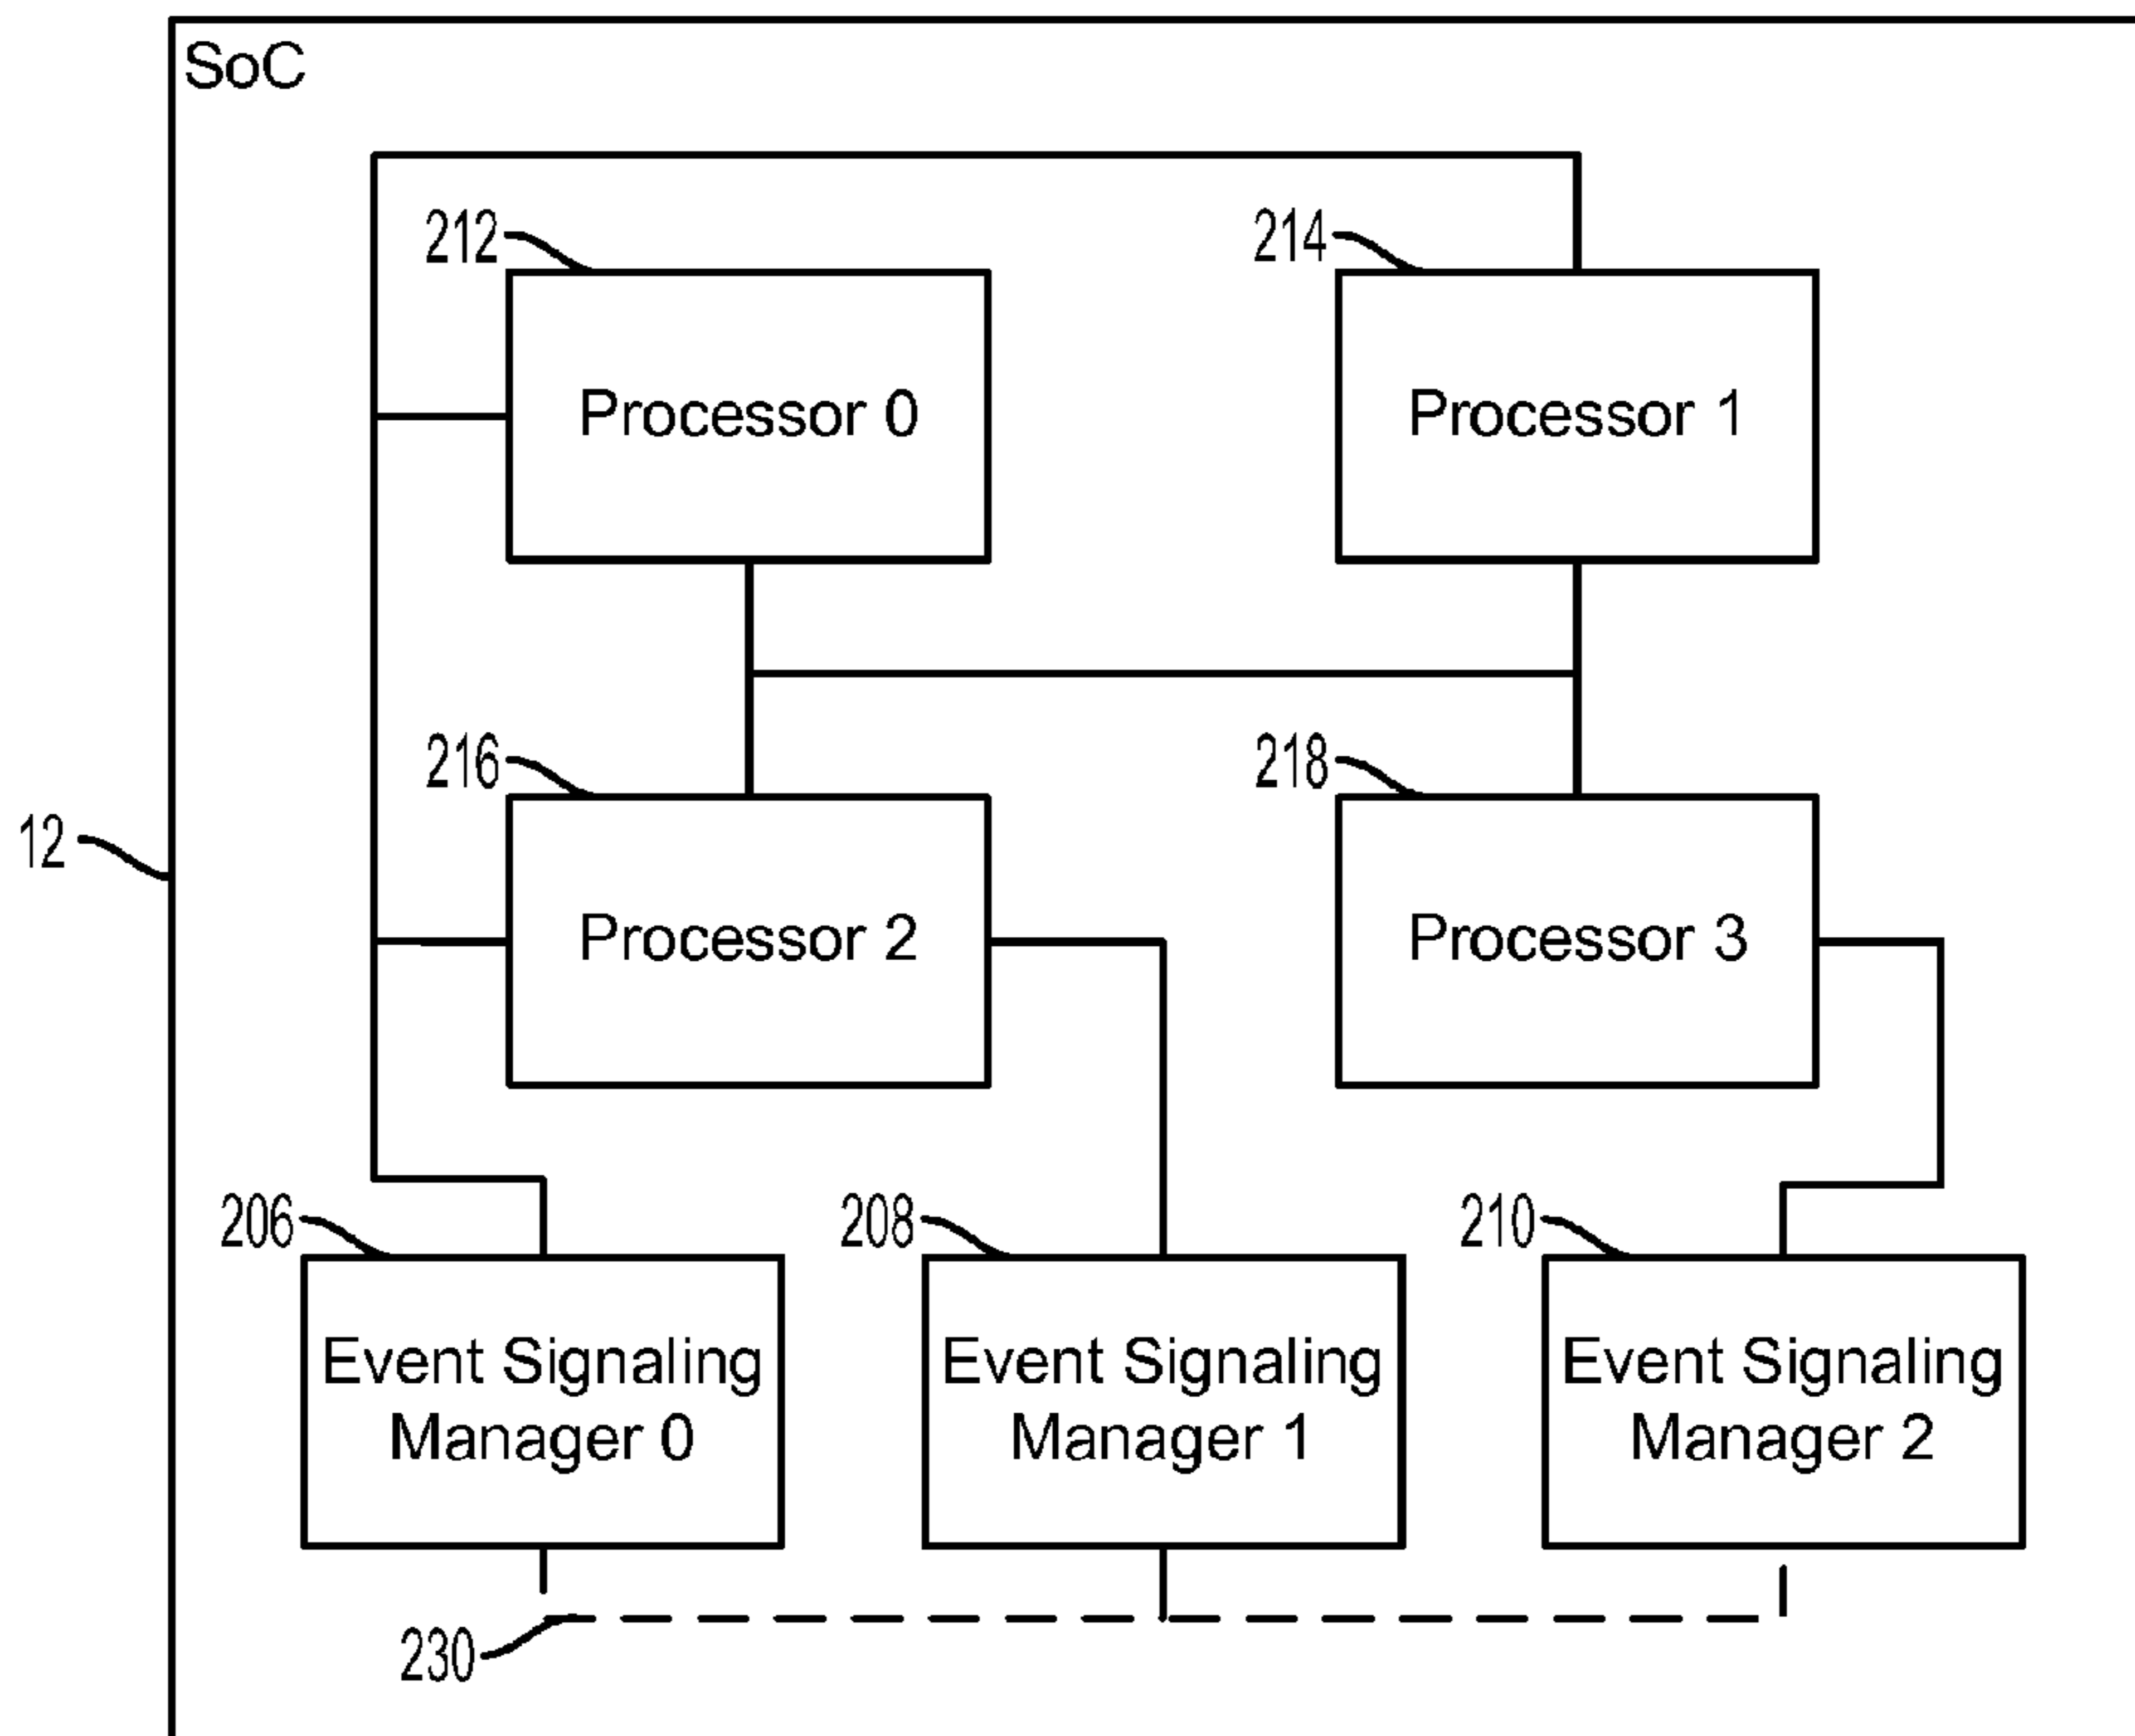 SoC
212
214
Processor 0
Processor 1
216
218
12
Processor 2
Processor 3
206
208
210
Event Signaling
Manager 0
Event Signaling
Manager 1
Event Signaling
Manager 2
230